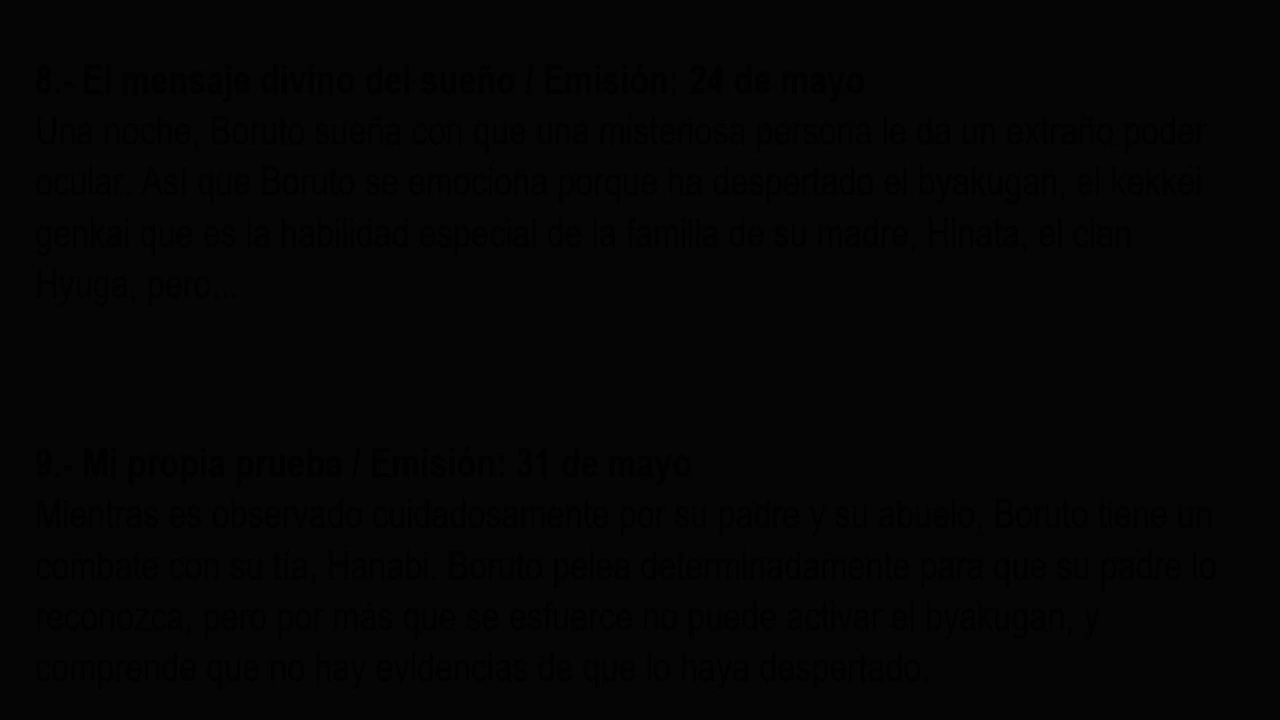 8.- El mensaje divino del sueño / Emisión: 24 de mayo
Una noche, Boruto sueña con que una misteriosa persona le da un extraño poder
ocular. Así que Boruto se emociona porque ha despertado el byakugan, el kekkei
genkai que es la habilidad especial de la familia de su madre, Hinata, el clan
Hyuga, pero...
9.- Mi propia prueba / Emisión: 31 de mayo
Mientras es observado cuidadosamente por su padre y su abuelo, Boruto tiene un
combate con su tía, Hanabi. Boruto pelea determinadamente para que su padre lo
reconozca, pero por más que se esfuerce no puede activar el byakugan, y
comprende que no hay evidencias de que lo haya despertado.